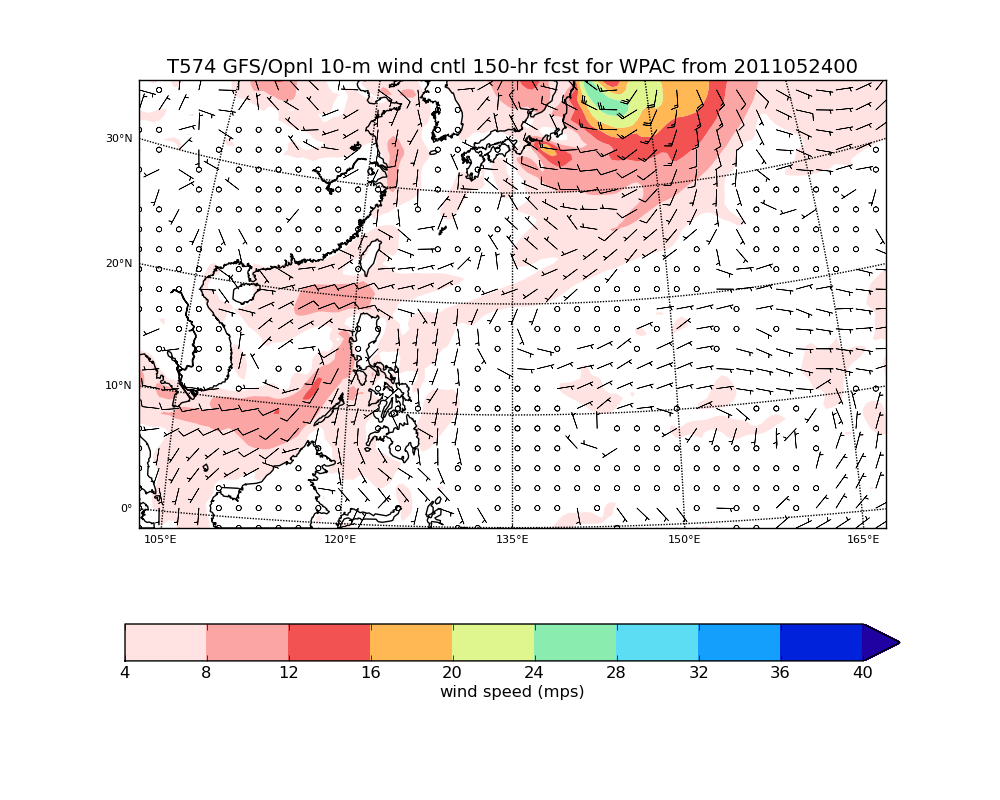 T574 GFS/Opnl 10-m wind cntl 150-hr fcst for WPAC from 2011052400
30°N
20°N
10°N
0°
105°E 120°E 135°E 150°E 165°E
4 8 12 16 20 24 28 32 36 40
wind speed (mps)